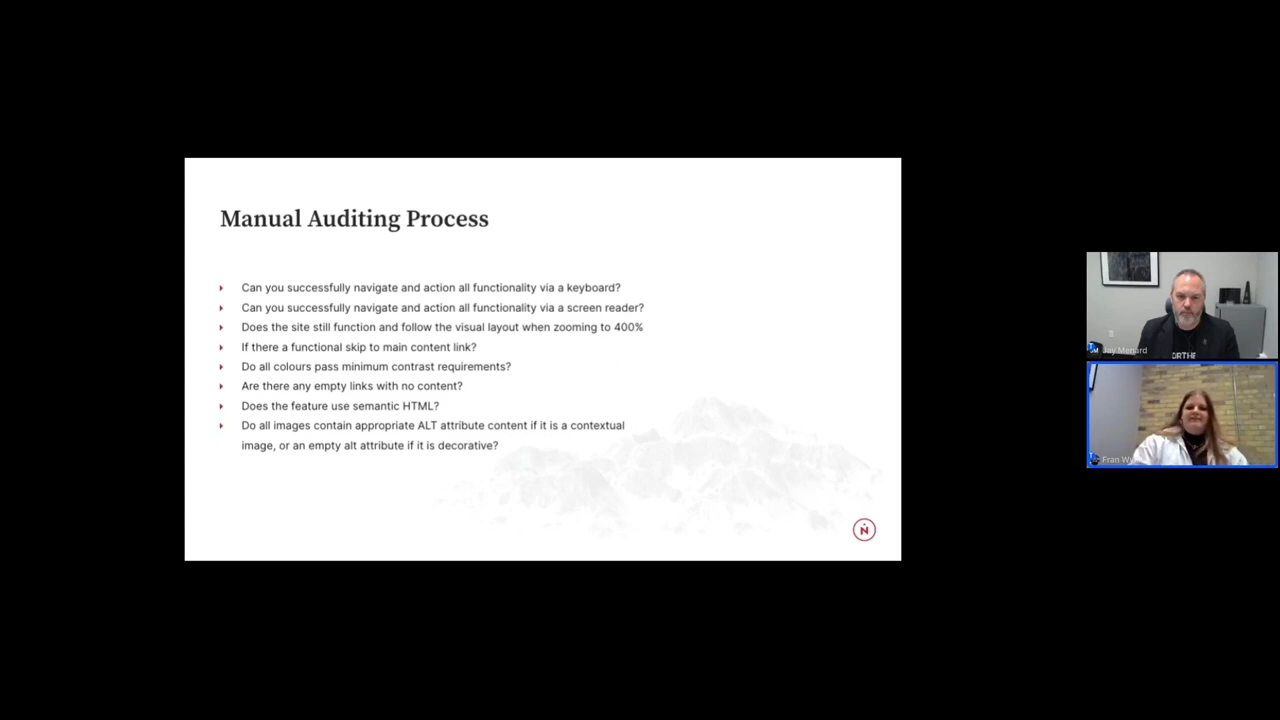 Manual Auditing Process
Can you successfully navigate and action all functionality via a keyboard?
Can you successfully navigate and action all functionality via a screen reader?
Does the site still function and follow the visual layout when zooming to 400%
If there a functional skip to main content link?
Do all colours pass minimum contrast requirements?
Are there any empty links with no content?
Does the feature use semantic HTML?
Do all images contain appropriate ALT attribute content if it is a contextual
image, or an empty alt attribute if it is decorative?
N
ORTHE
Jay Menard
Fran